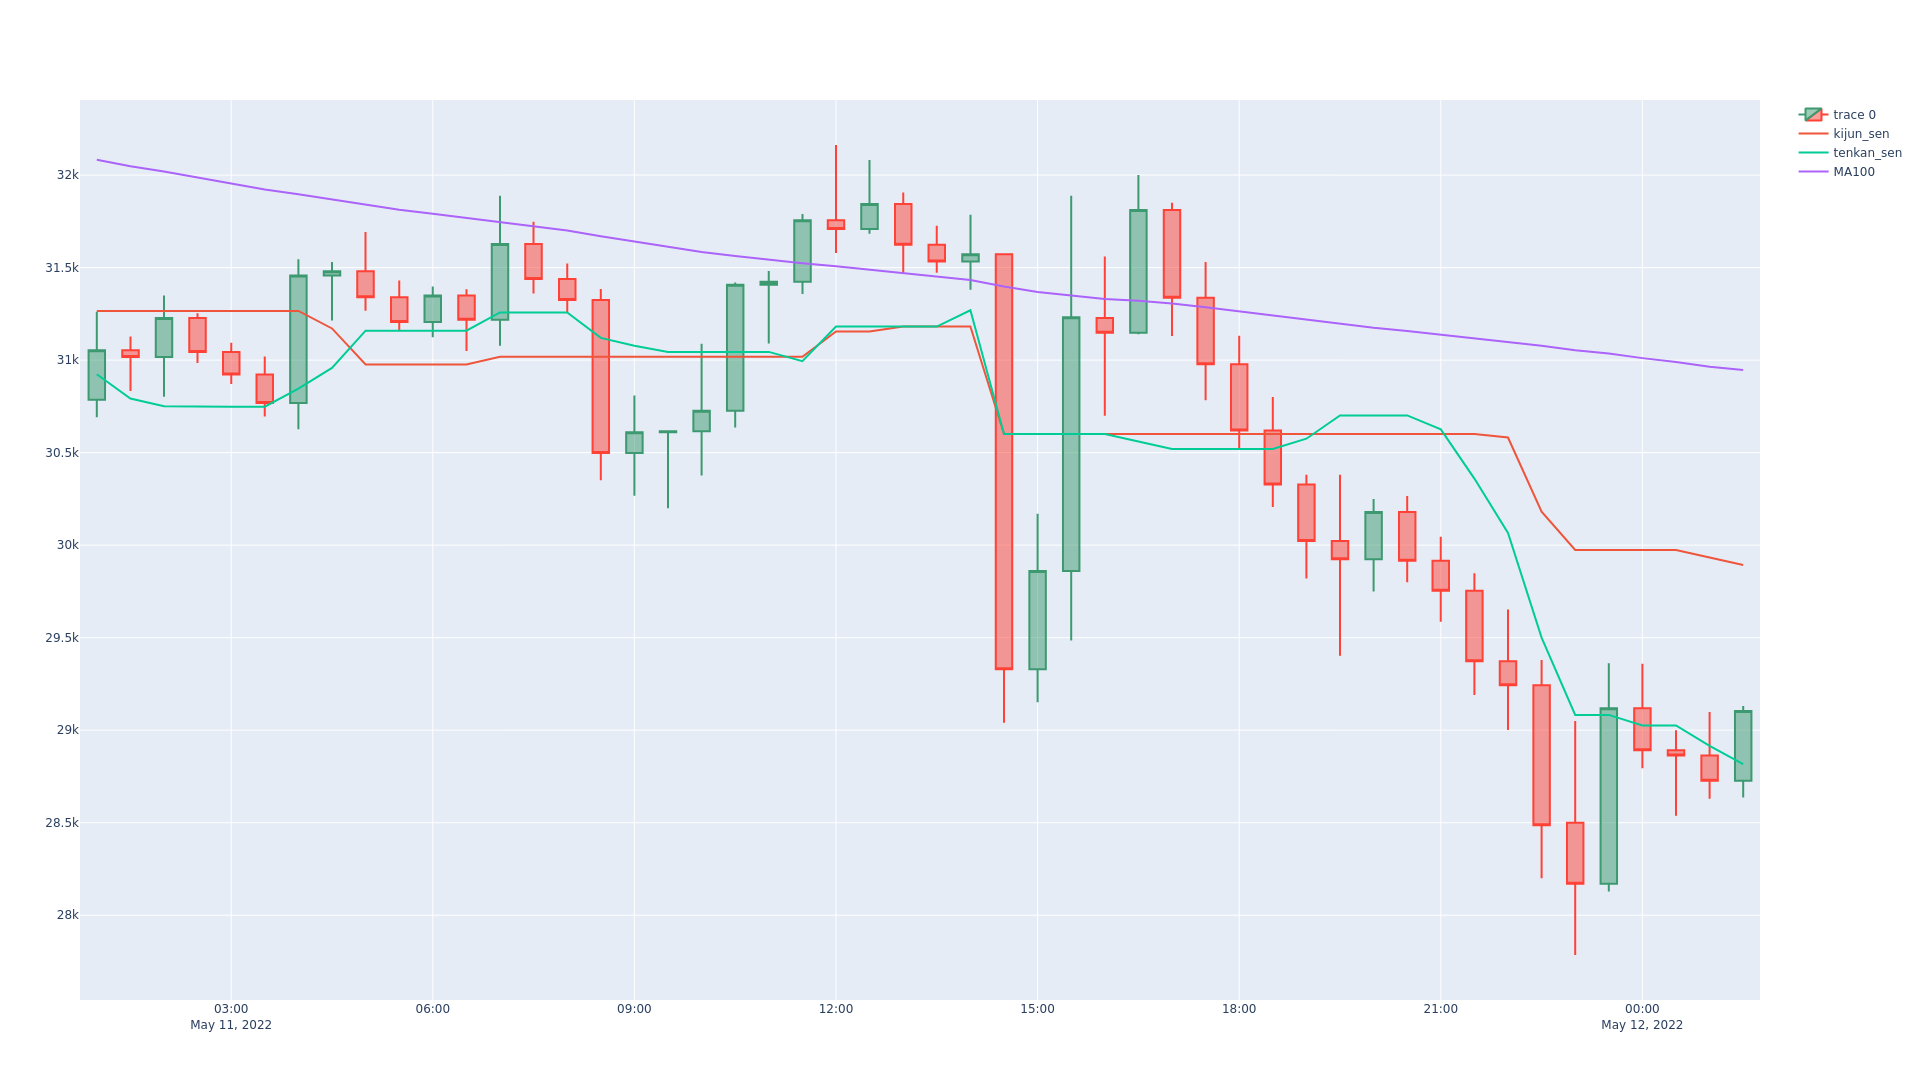 trace 0
kijun_sen
tenkan_sen
MA100
32k
31.5k
31k
30.5k
30k
29.5k
29k
28.5k
28k
03:00
May 11, 2022
06:00
09:00
12:00
15:00
18:00
21:00
00:00
May 12, 2022